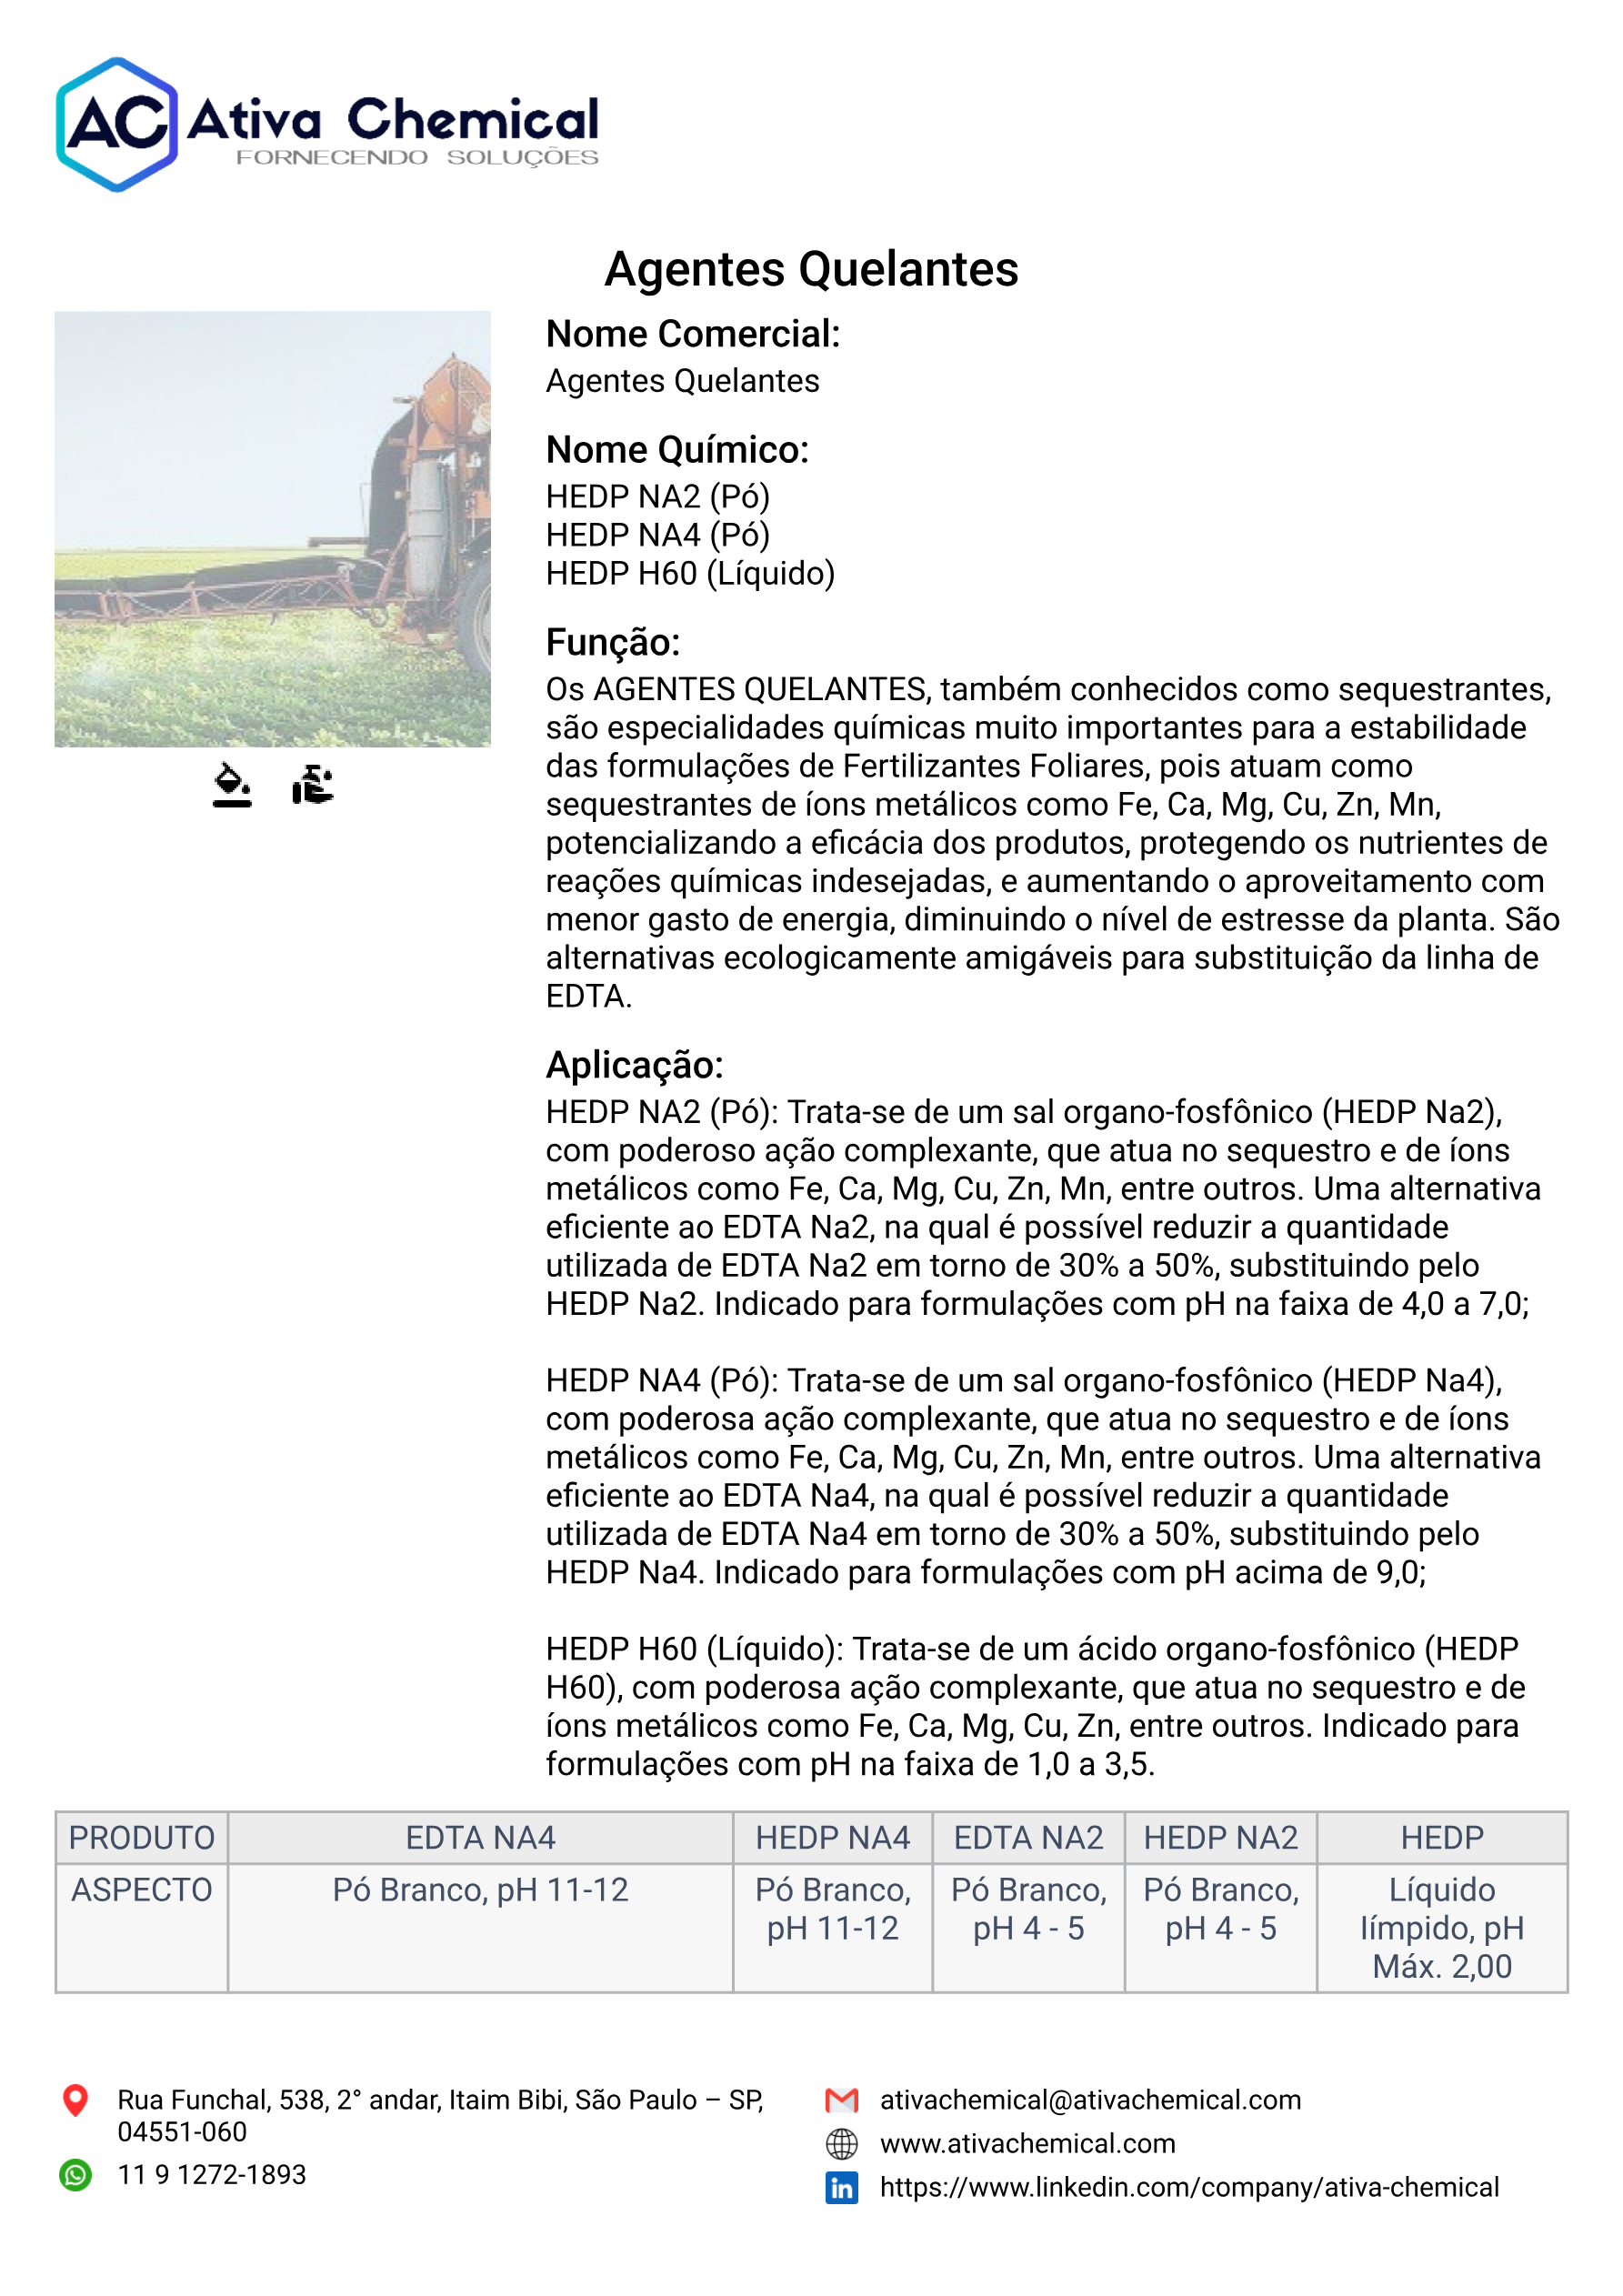 AC Ativa Chemical
FORNECENDO SOLUÇÕES
Agentes Quelantes
Nome Comercial:
Agentes Quelantes
Nome Químico:
HEDP NA2 (Pó)
HEDP NA4 (Pó)
HEDP H60 (Líquido)
Função:
Os AGENTES QUELANTES, também conhecidos como sequestrantes,
são especialidades químicas muito importantes para a estabilidade
das formulações de Fertilizantes Foliares, pois atuam como
sequestrantes de íons metálicos como Fe, Ca, Mg, Cu, Zn, Mn,
potencializando a eficácia dos produtos, protegendo os nutrientes de
reações químicas indesejadas, e aumentando o aproveitamento com
menor gasto de energia, diminuindo o nível de estresse da planta. São
alternativas ecologicamente amigáveis para substituição da linha de
EDTA.
Aplicação:
HEDP NA2 (Pó): Trata-se de um sal organo-fosfônico (HEDP Na2),
com poderoso ação complexante, que atua no sequestro e de íons
metálicos como Fe, Ca, Mg, Cu, Zn, Mn, entre outros. Uma alternativa
eficiente ao EDTA Na2, na qual é possível reduzir a quantidade
utilizada de EDTA Na2 em torno de 30% a 50%, substituindo pelo
HEDP Na2. Indicado para formulações com pH na faixa de 4,0 a 7,0;
HEDP NA4 (Pó): Trata-se de um sal organo-fosfônico (HEDP Na4),
com poderosa ação complexante, que atua no sequestro e de íons
metálicos como Fe, Ca, Mg, Cu, Zn, Mn, entre outros. Uma alternativa
eficiente ao EDTA Na4, na qual é possível reduzir a quantidade
utilizada de EDTA Na4 em torno de 30% a 50%, substituindo pelo
HEDP Na4. Indicado para formulações com pH acima de 9,0;
HEDP H60 (Líquido): Trata-se de um ácido organo-fosfônico (HEDP
H60), com poderosa ação complexante, que atua no sequestro e de
íons metálicos como Fe, Ca, Mg, Cu, Zn, entre outros. Indicado para
formulações com pH na faixa de 1,0 a 3,5.
PRODUTO EDTA NA4 HEDP NA4 EDTA NA2 HEDP NA2 HEDP
ASPECTO Pó Branco, pH 11-12 Pó Branco, Pó Branco, Pó Branco, Líquido
pH 11-12 pH 4 - 5 pH 4 - 5 límpido, pH
Máx. 2,00
Rua Funchal, 538, 2° andar, Itaim Bibi, São Paulo – SP,
04551-060
11 9 1272-1893
ativachemical@ativachemical.com
www.ativachemical.com
https://www.linkedin.com/company/ativa-chemical